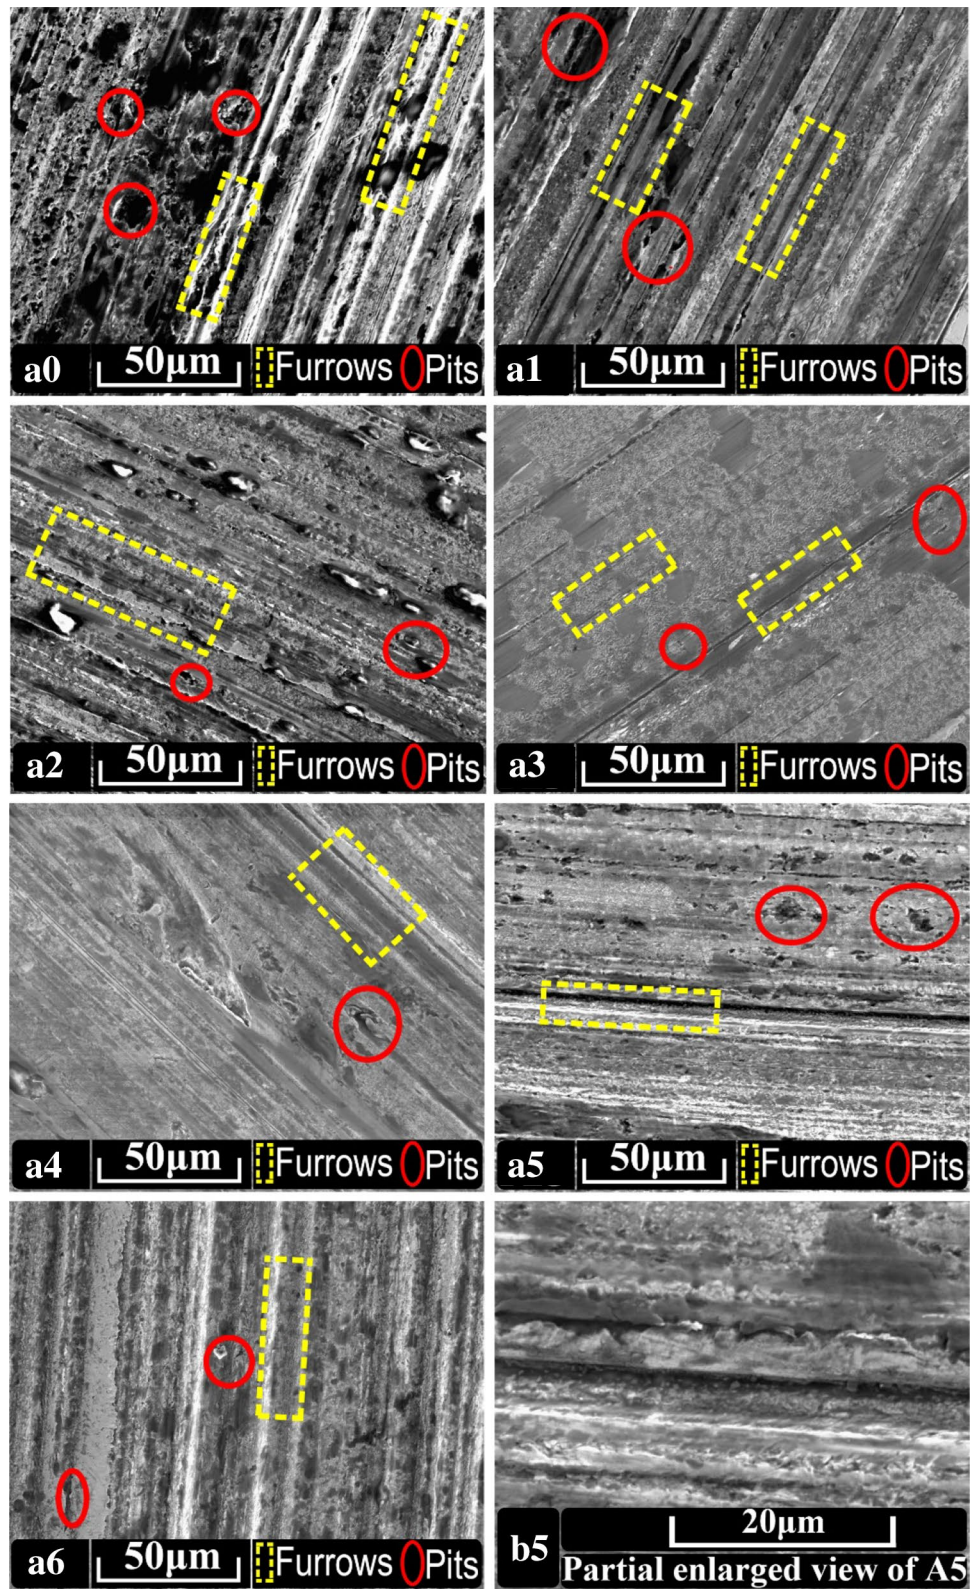 a0 50μm Furrows Pits
a1 50μm Furrows Pits
a2 50μm Furrows Pits
a3 50μm Furrows Pits
a4 50μm Furrows Pits
a5 50μm Furrows Pits
a6 50μm Furrows Pits
b5 20μm
Partial enlarged view of A5